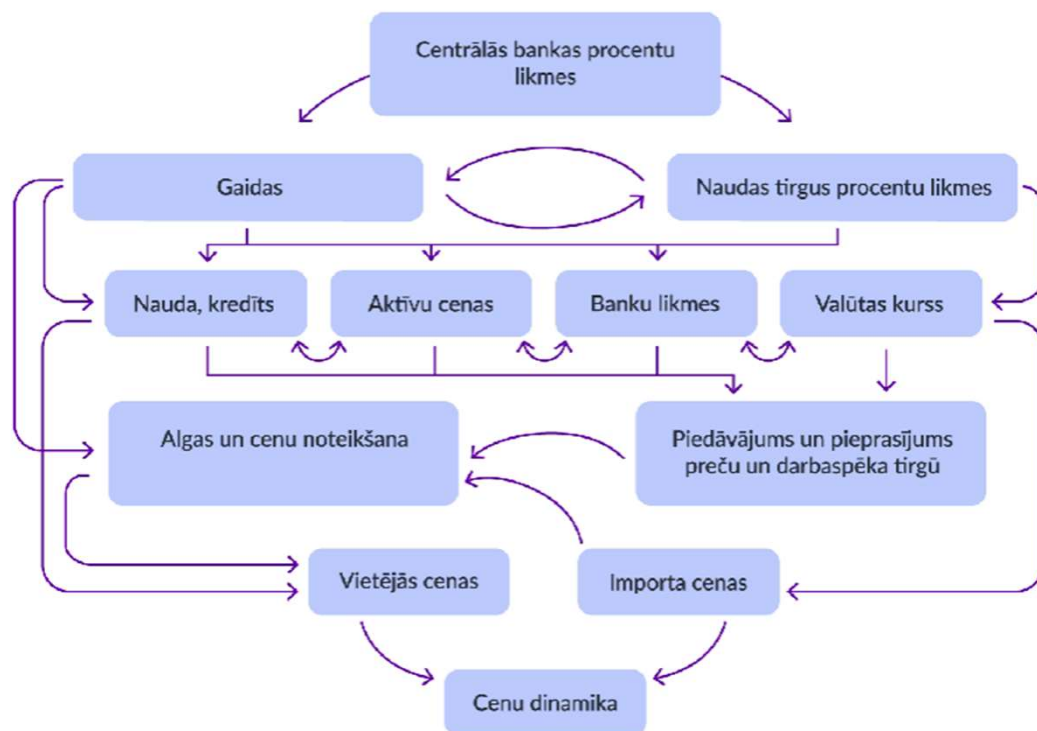 Centrālās bankas procentu
likmes
Gaidas
Naudas tirgus procentu likmes
Nauda, kredīts
Aktīvu cenas
Banku likmes
Valūtas kurss
Algas un cenu noteikšana
Piedāvājums un pieprasījums
preču un darbaspēka tirgū
Vietējās cenas
Importa cenas
Cenu dinamika